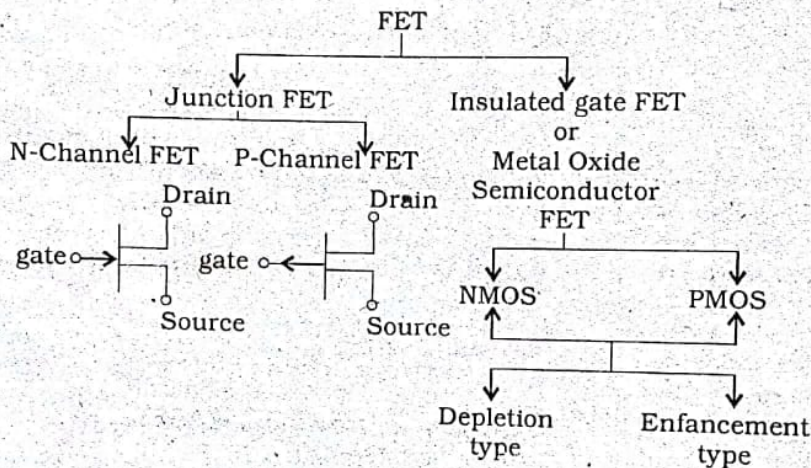 FET
Junction FET
Insulated gate FET
or
Metal Oxide
Semiconductor
FET
N-Channel FET
P-Channel FET
Drain
gate
Source
Drain
gate
Source
NMOS
PMOS
Depletion
type
Enfancement
type